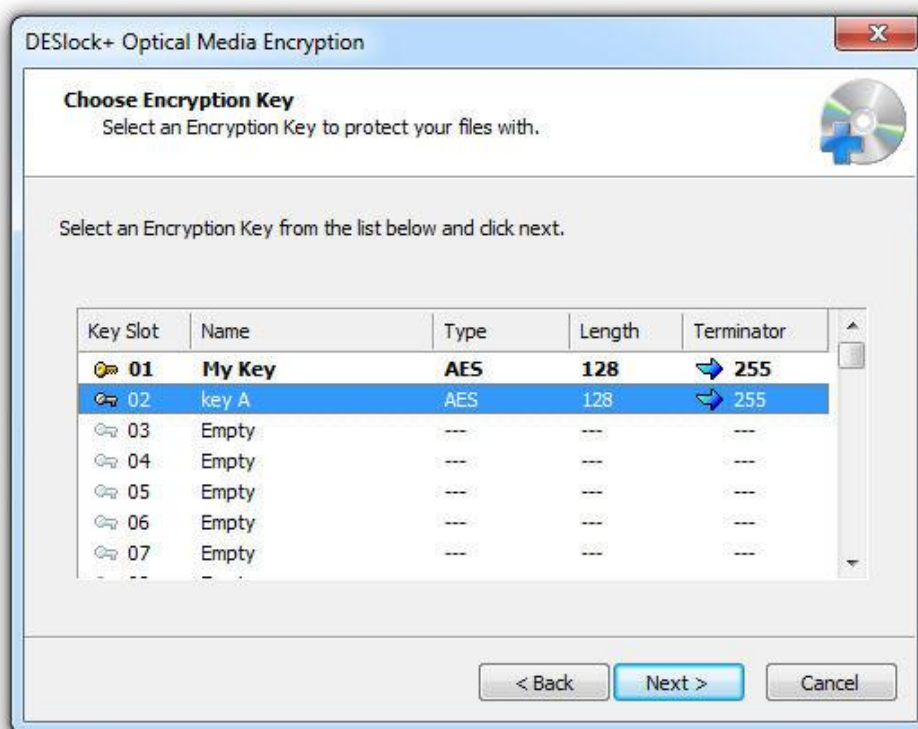 DESlock+ Optical Media Encryption
Choose Encryption Key
Select an Encryption Key to protect your files with.
Select an Encryption Key from the list below and click next.
Key Slot Name Type Length Terminator
01 My Key AES 128 255
02 key A AES 128 255
03 Empty --- --- ---
04 Empty --- --- ---
05 Empty --- --- ---
06 Empty --- --- ---
07 Empty --- --- ---
< Back Next > Cancel